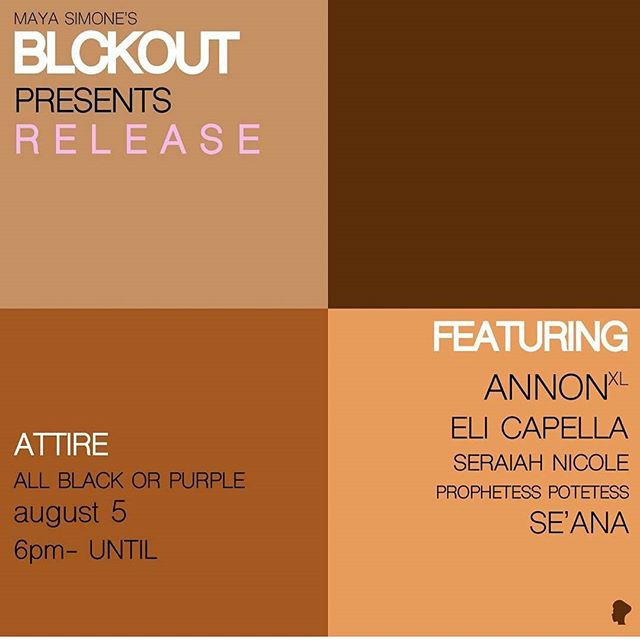 MAYA SIMONE'S
BLCKOUT
PRESENTS
RELEASE
FEATURING
ANNON XL
ELI CAPELLA
SERAIAH NICOLE
PROPHETESS POTETESS
SE'ANA
ATTIRE
ALL BLACK OR PURPLE
august 5
6pm- UNTIL